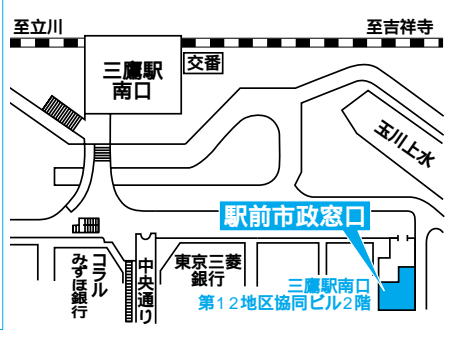 至立川
至吉祥寺
三鷹駅
南口
交番
玉川上水
駅前市政窓口
コラル
みずほ銀行
中央通り
東京三菱
銀行
三鷹駅南口
第12地区協同ビル2階